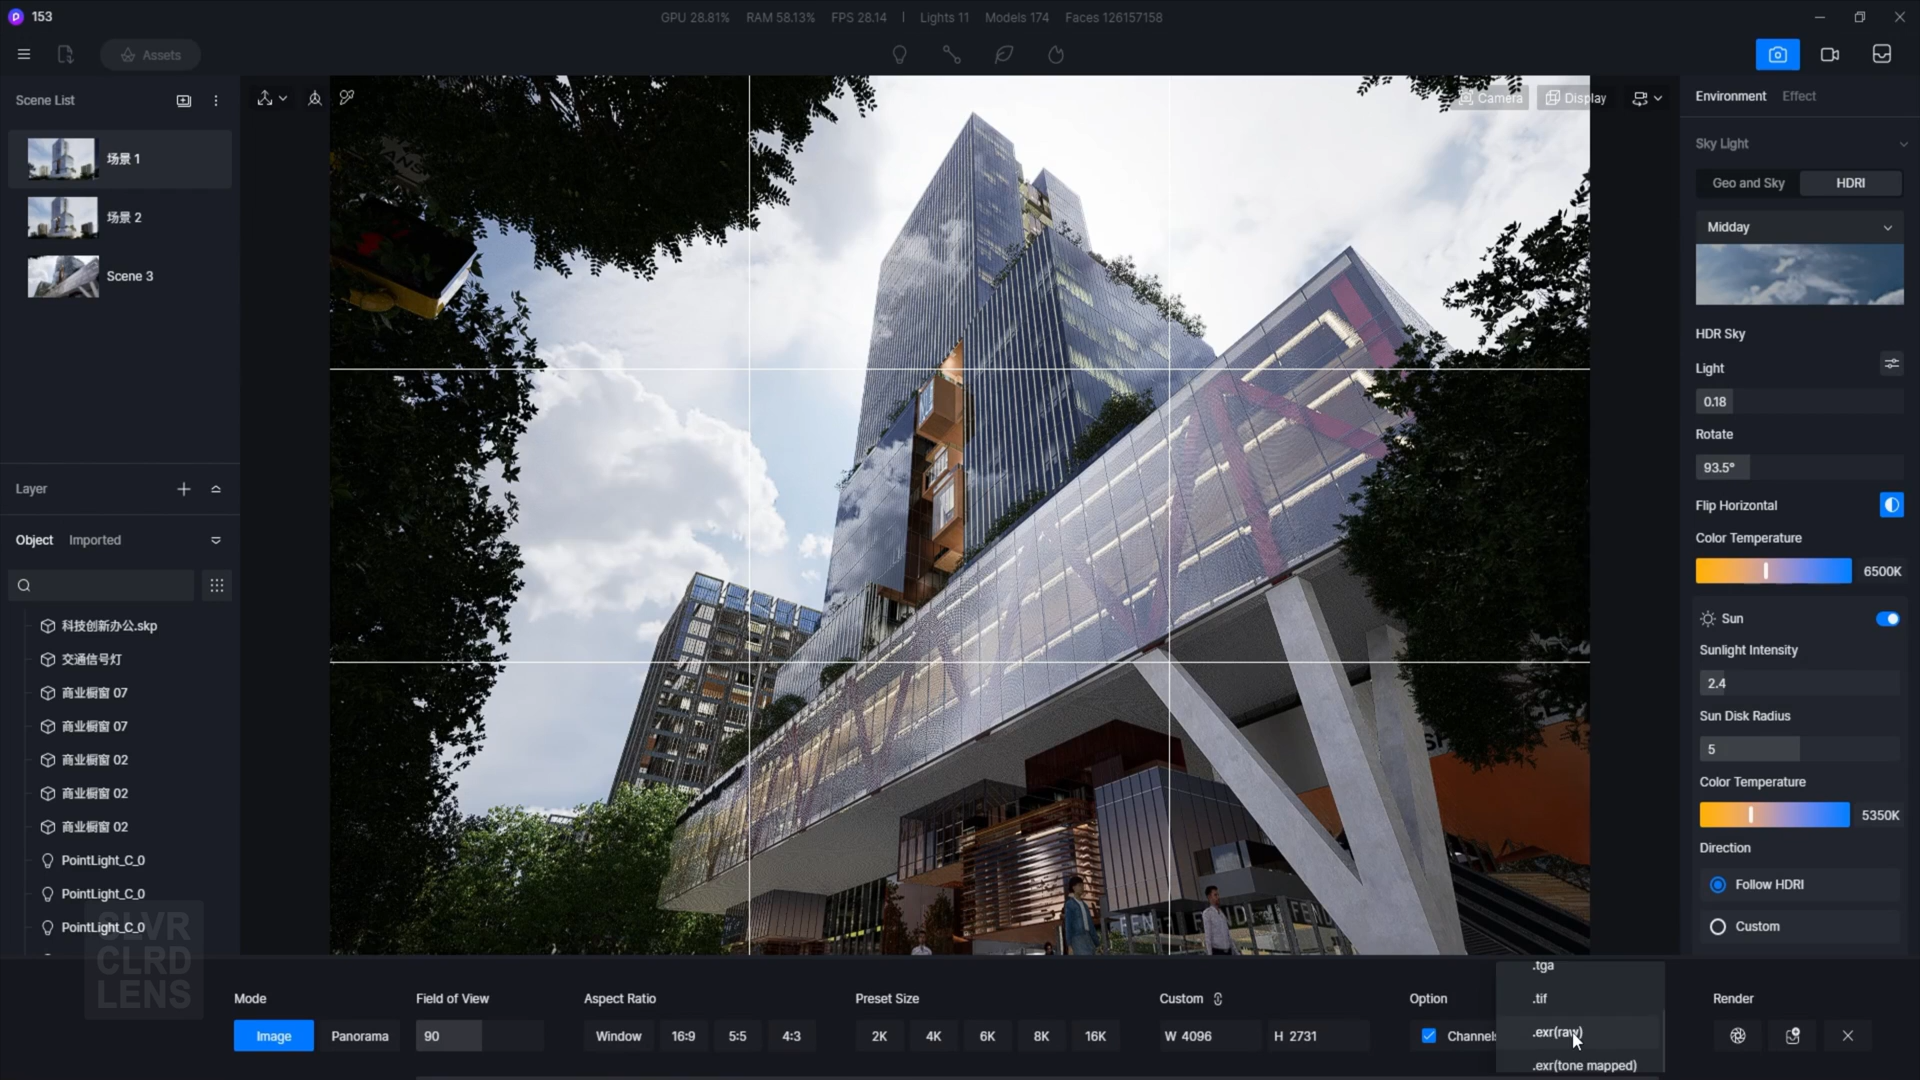 153
GPU 28.81% RAM 58.13% FPS 28.14 | Lights 11 Models 174 Faces 126157158
Assets
Scene List
场景 1
场景 2
Scene 3
Layer
Object Imported
科技创新办公.skp
交通信号灯
商业橱窗 07
商业橱窗 07
商业橱窗 02
商业橱窗 02
商业橱窗 02
PointLight_C_0
PointLight_C_0
PointLight_C_0
SLVR
CLRD
LENS
Camera Display
FENDI FENDI FEND
Environment Effect
Sky Light
Geo and Sky HDRI
Midday
HDR Sky
Light
0.18
Rotate
93.5°
Flip Horizontal
Color Temperature
6500K
Sun
Sunlight Intensity
2.4
Sun Disk Radius
5
Color Temperature
5350K
Direction
Follow HDRI
Custom
Mode
Image Panorama
Field of View
90
Aspect Ratio
Window 16:9 5:5 4:3
Preset Size
2K 4K 6K 8K 16K
Custom
W 4096 H 2731
Option
Channels
.tga
.tif
.exr(raw)
.exr(tone mapped)
Render